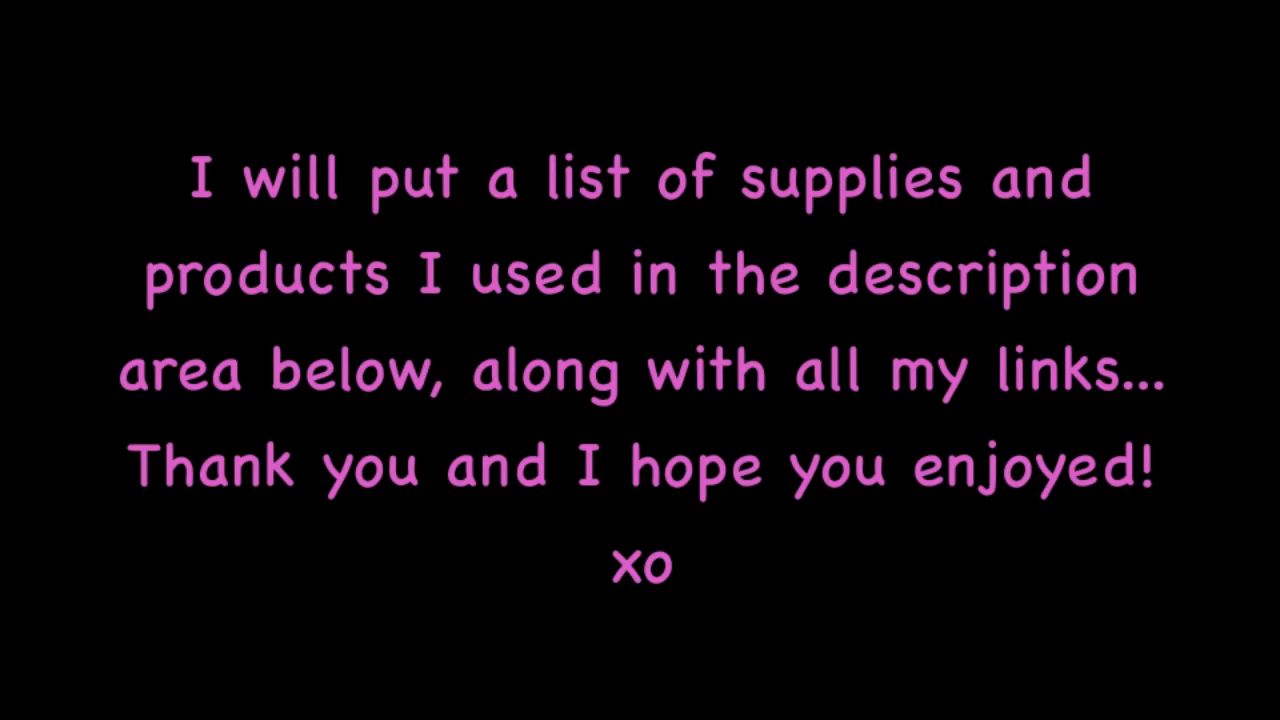 I will put a list of supplies and
products I used in the description
area below, along with all my links...
Thank you and I hope you enjoyed!
xo